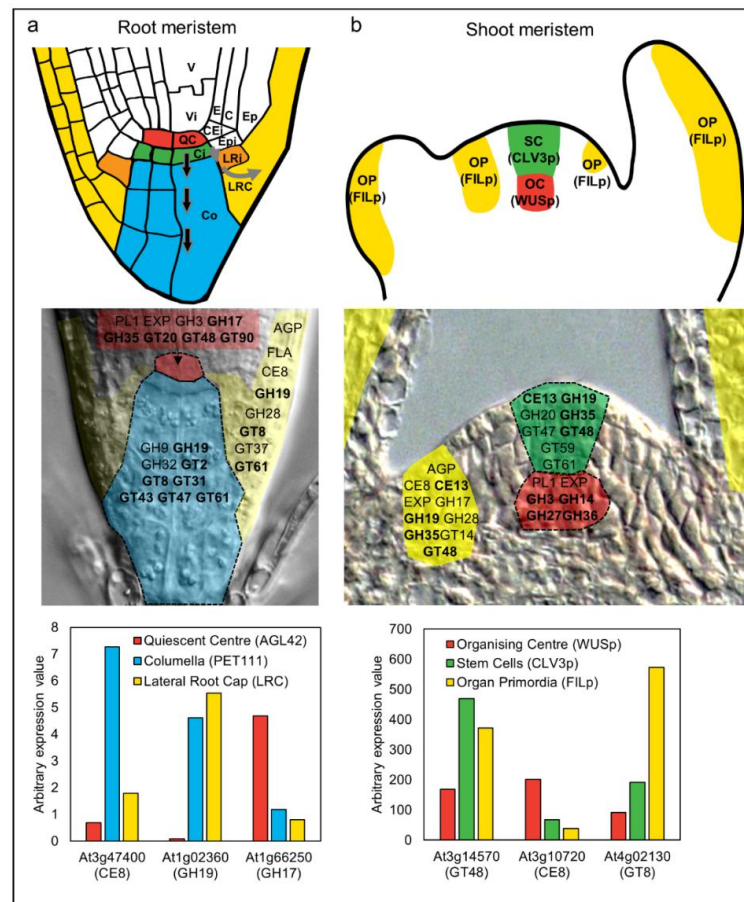 a
Root meristem
V
Vi
E
C
Ep
CEi
QC
Epi
Ci
LRi
LRC
Co
b
Shoot meristem
SC
(CLV3p)
OC
(WUSp)
OP
(FILp)
OP
(FILp)
OP
(FILp)
OP
(FILp)
PL1 EXP GH3 GH17
GH35 GT20 GT48 GT90
AGP
FLA
CE8
GH19
GH28
GT8
GT37
GT61
GH9 GH19
GH32 GT2
GT8 GT31
GT43 GT47 GT61
CE13 GH19
GH20 GH35
GT47 GT48
GT59
GT61
PL1 EXP
GH3 GH14
GH27GH36
AGP
CE8 CE13
EXP GH17
GH19 GH28
GH35GT14
GT48
8
7
6
5
4
3
2
1
0
Arbitrary expression value
Quiescent Centre (AGL42)
Columella (PET111)
Lateral Root Cap (LRC)
At3g47400
(CE8)
At1g02360
(GH19)
At1g66250
(GH17)
700
600
500
400
300
200
100
0
Arbitrary expression value
Organising Centre (WUSp)
Stem Cells (CLV3p)
Organ Primordia (FILp)
At3g14570
(GT48)
At3g10720
(CE8)
At4g02130
(GT8)